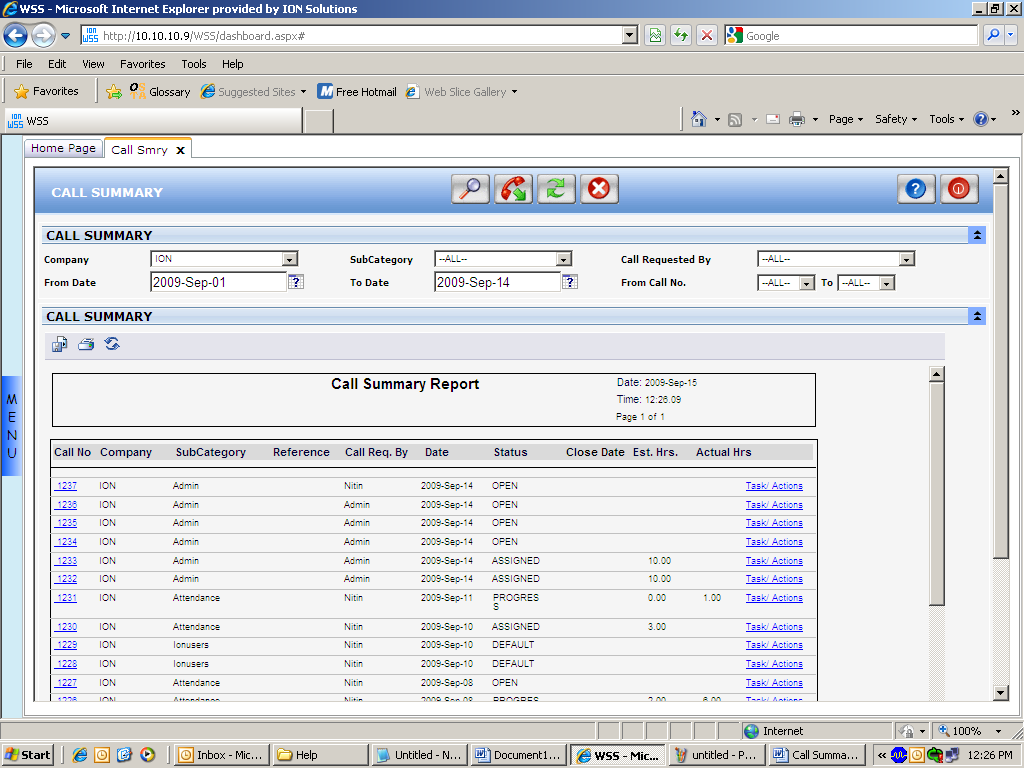 WSS - Microsoft Internet Explorer provided by ION Solutions
ION WSS http://10.10.10.9/WSS/dashboard.aspx# Google
File Edit View Favorites Tools Help
Favorites Glossary Suggested Sites Free Hotmail Web Slice Gallery
ION WSS WSS Page Safety Tools »
Home Page Call Smry x
CALL SUMMARY
CALL SUMMARY
Company ION SubCategory --ALL-- Call Requested By --ALL--
From Date 2009-Sep-01 ? To Date 2009-Sep-14 ? From Call No. --ALL-- To --ALL--
CALL SUMMARY
MENU
Call Summary Report Date: 2009-Sep-15
Time: 12:26.09
Page 1 of 1
Call No Company SubCategory Reference Call Req. By Date Status Close Date Est. Hrs. Actual Hrs
1237 ION Admin Nitin 2009-Sep-14 OPEN Task/ Actions
1236 ION Admin Admin 2009-Sep-14 OPEN Task/ Actions
1235 ION Admin Admin 2009-Sep-14 OPEN Task/ Actions
1234 ION Admin Admin 2009-Sep-14 OPEN Task/ Actions
1233 ION Admin Admin 2009-Sep-14 ASSIGNED 10.00 Task/ Actions
1232 ION Admin Admin 2009-Sep-14 ASSIGNED 10.00 Task/ Actions
1231 ION Attendance Nitin 2009-Sep-11 PROGRES 0.00 1.00 Task/ Actions
S
1230 ION Attendance Nitin 2009-Sep-10 ASSIGNED 3.00 Task/ Actions
1229 ION Ionusers Nitin 2009-Sep-10 DEFAULT Task/ Actions
1228 ION Ionusers Nitin 2009-Sep-10 DEFAULT Task/ Actions
1227 ION Attendance Nitin 2009-Sep-08 OPEN Task/ Actions
1226 ION Attendance Nitin 2009-Sep-08 PROGRES 2.00 6.00 Task/ Actions
Internet 100%
Start Inbox - Mic... Help Untitled - N... Document1... WSS - Mic... untitled - P... Call Summa... « 12:26 PM